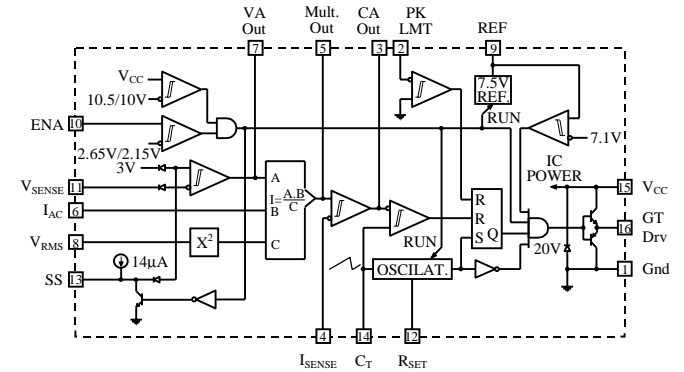 VA Out
Mult. Out
CA Out
PK LMT
REF
7
5
3
2
9
VCC
10.5/10V
7.5V
REF.
RUN
ENA
10
7.1V
2.65V/2.15V
3V
IC
POWER
VSENSE
11
A
I=A.B/C
B
C
R
R
S Q
15
VCC
IAC
6
16
GT
Drv
VRMS
8
X²
RUN
20V
14µA
OSCILAT.
1
Gnd
SS
13
4
14
12
ISENSE
CT
RSET